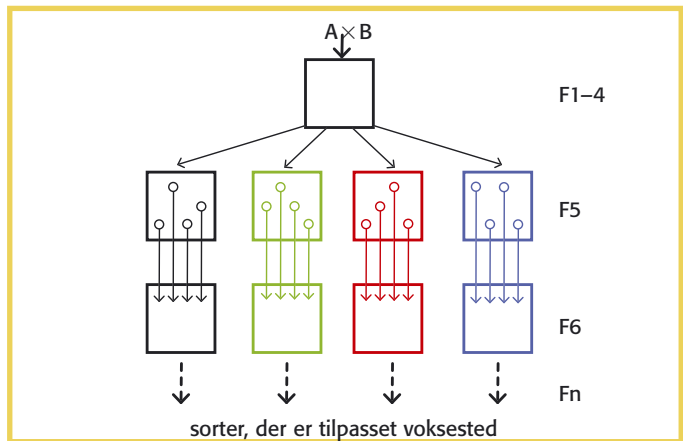 A×B
F1–4
F5
F6
Fn
sorter, der er tilpasset voksested